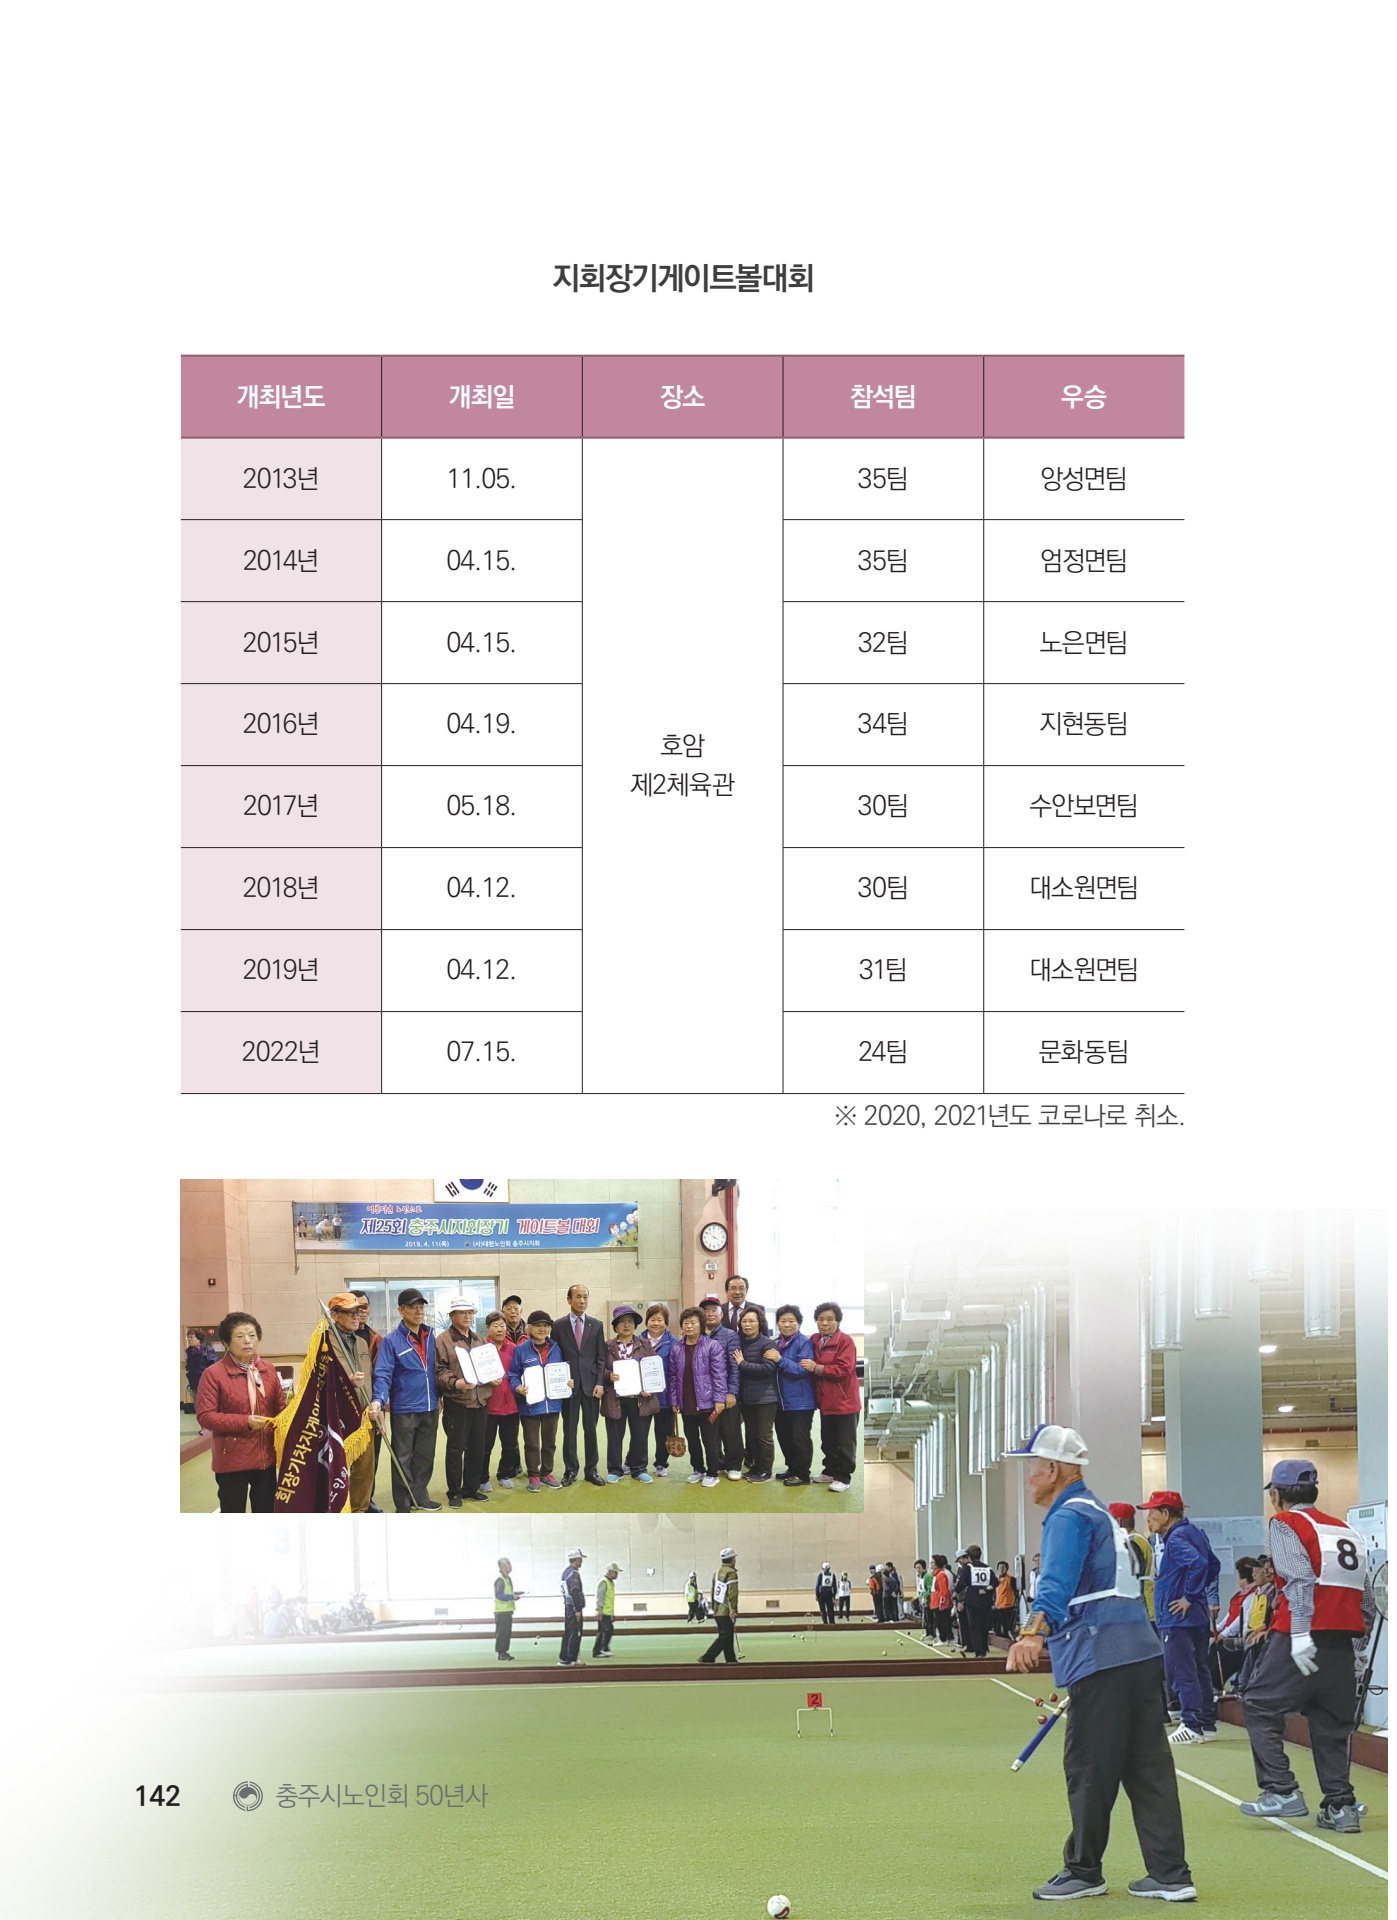 지회장기게이트볼대회
개최년도 개최일 장소 참석팀 우승
2013년 11.05. 35팀 앙성면팀
2014년 04.15. 35팀 엄정면팀
2015년 04.15. 32팀 노은면팀
2016년 04.19. 34팀 지현동팀
호암
제2체육관
2017년 05.18. 30팀 수안보면팀
2018년 04.12. 30팀 대소원면팀
2019년 04.12. 31팀 대소원면팀
2022년 07.15. 24팀 문화동팀
※ 2020, 2021년도 코로나로 취소.
제25회 충주시지회장기 게이트볼 대회
2019. 4. 11(목) (사)대한노인회 충주시지회
회장기차지게이
노인회
10
9
8
2
142 충주시노인회 50년사